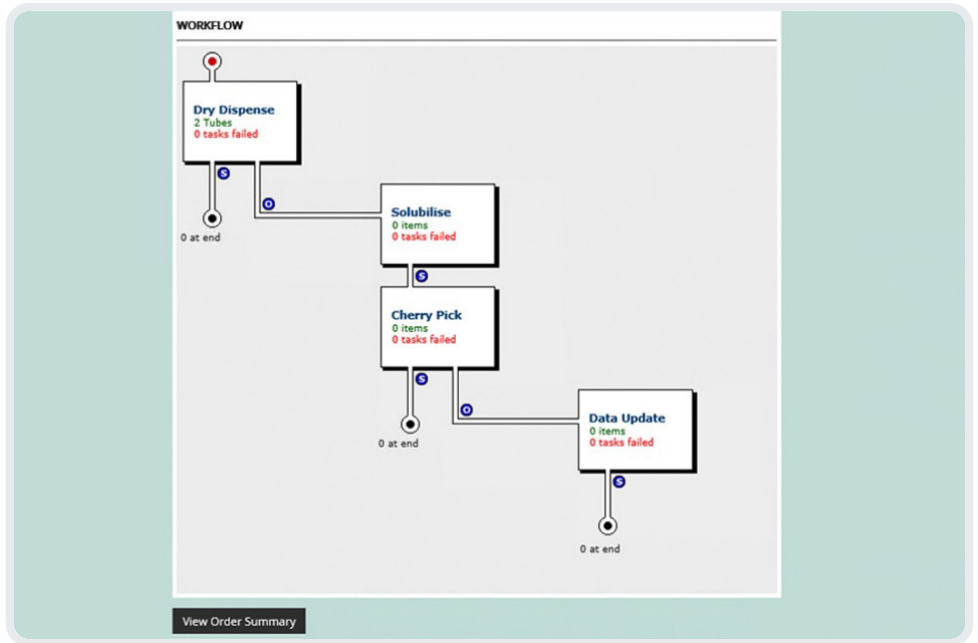 WORKFLOW
Dry Dispense
2 Tubes
0 tasks failed
S
O
0 at end
Solubilise
0 items
0 tasks failed
S
Cherry Pick
0 items
0 tasks failed
S
O
0 at end
Data Update
0 items
0 tasks failed
S
0 at end
View Order Summary